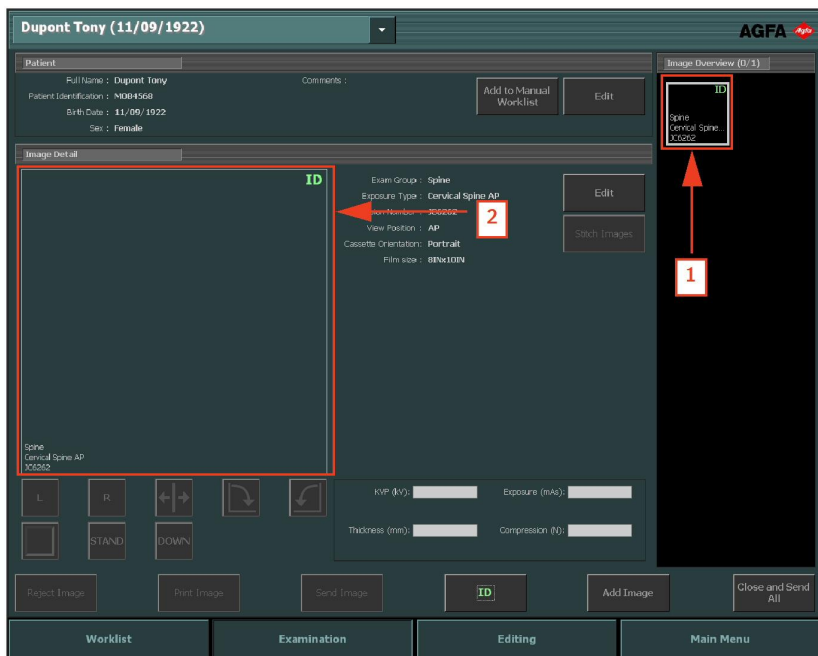 Dupont Tony (11/09/1922)
AGFA
Patient
Full Name : Dupont Tony
Comments :
Patient Identification : MO84568
Birth Date : 11/09/1922
Sex : Female
Add to Manual
Worklist
Edit
Image Overview (0/1)
ID
Spine
Cervical Spine...
JC6262
1
Image Detail
ID
Spine
Cervical Spine AP
JC6262
2
Exam Group : Spine
Exposure Type : Cervical Spine AP
Number : JC6262
View Position : AP
Cassette Orientation: Portrait
Film size : 8INx10IN
Edit
Stitch Images
L
R
STAND
DOWN
KVP (kV):
Exposure (mAs):
Thickness (mm):
Compression (N):
Reject Image
Print Image
Send Image
ID
Add Image
Close and Send
All
Worklist
Examination
Editing
Main Menu